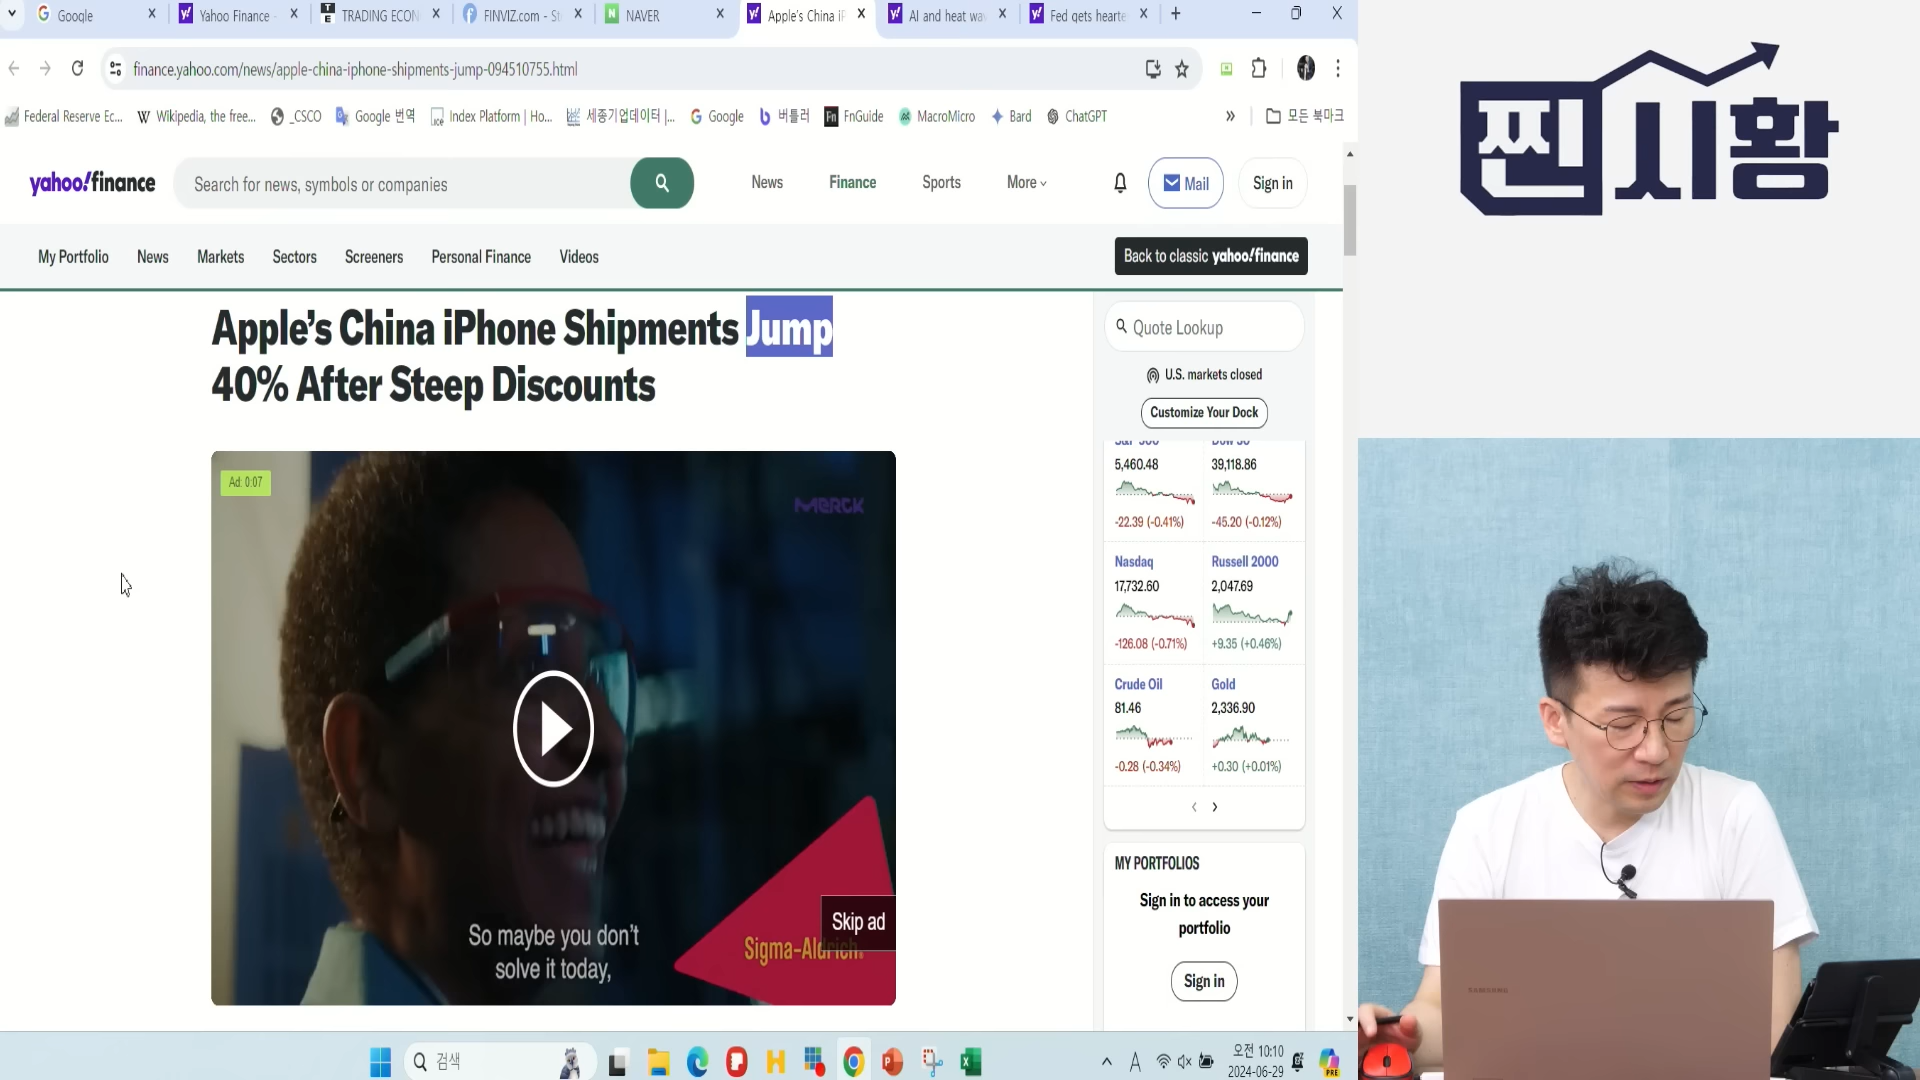 Google
Yahoo Finance
TRADING ECON
FINVIZ.com - St
NAVER
Apple's China iP
AI and heat wav
Fed gets hearte
finance.yahoo.com/news/apple-china-iphone-shipments-jump-094510755.html
Federal Reserve Ec...
Wikipedia, the free...
_CSCO
Google 번역
Index Platform | Ho...
세종기업데이터 |...
Google
버틀러
FnGuide
MacroMicro
Bard
ChatGPT
모든 북마크
yahoo!finance
Search for news, symbols or companies
News
Finance
Sports
More
Mail
Sign in
My Portfolio
News
Markets
Sectors
Screeners
Personal Finance
Videos
Back to classic yahoo!finance
Apple's China iPhone Shipments Jump
40% After Steep Discounts
Ad: 0:07
MERCK
So maybe you don't
solve it today,
Sigma-Aldrich
Skip ad
Quote Lookup
U.S. markets closed
Customize Your Dock
S&P 500
Dow 30
5,460.48
39,118.86
-22.39 (-0.41%)
-45.20 (-0.12%)
Nasdaq
Russell 2000
17,732.60
2,047.69
-126.08 (-0.71%)
+9.35 (+0.46%)
Crude Oil
Gold
81.46
2,336.90
-0.28 (-0.34%)
+0.30 (+0.01%)
MY PORTFOLIOS
Sign in to access your
portfolio
Sign in
검색
A
오전 10:10
2024-06-29
PRE
찐시황
SAMSUNG